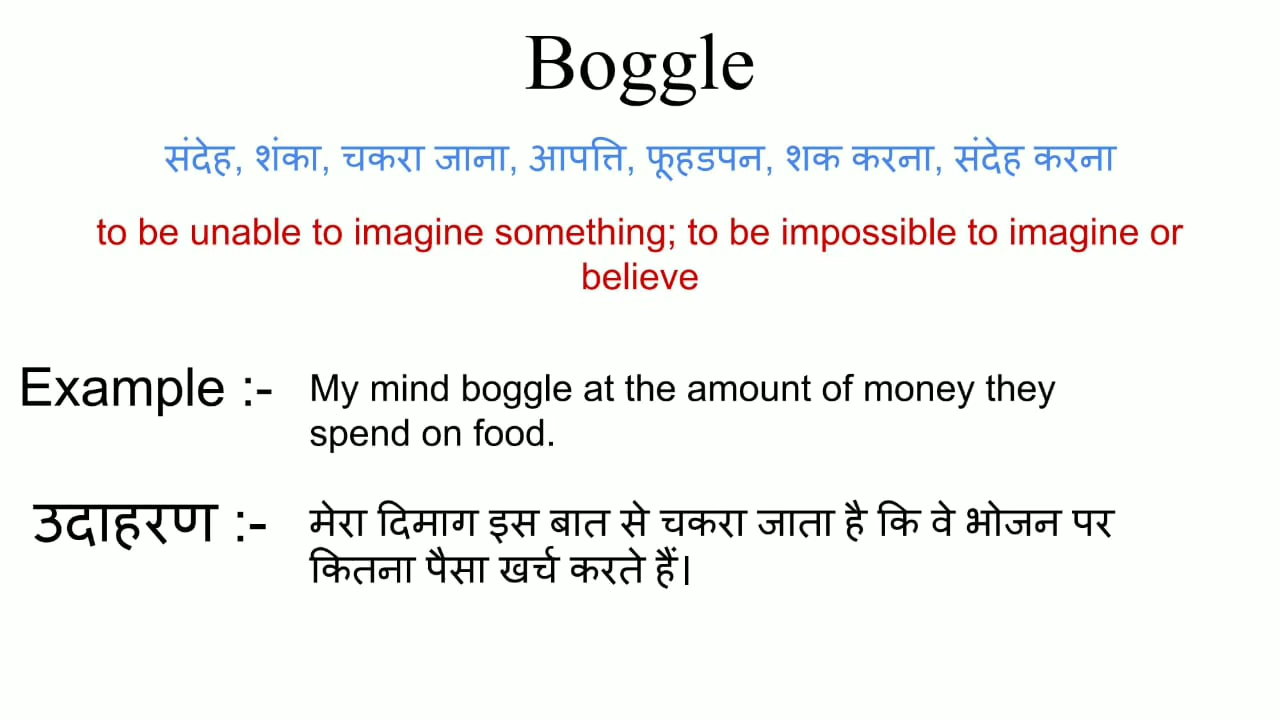 Boggle
संदेह, शंका, चकरा जाना, आपत्ति, फूहडपन, शक करना, संदेह करना
to be unable to imagine something; to be impossible to imagine or
believe
Example :- My mind boggle at the amount of money they
spend on food.
उदाहरण :- मेरा दिमाग इस बात से चकरा जाता है कि वे भोजन पर
कितना पैसा खर्च करते हैं।